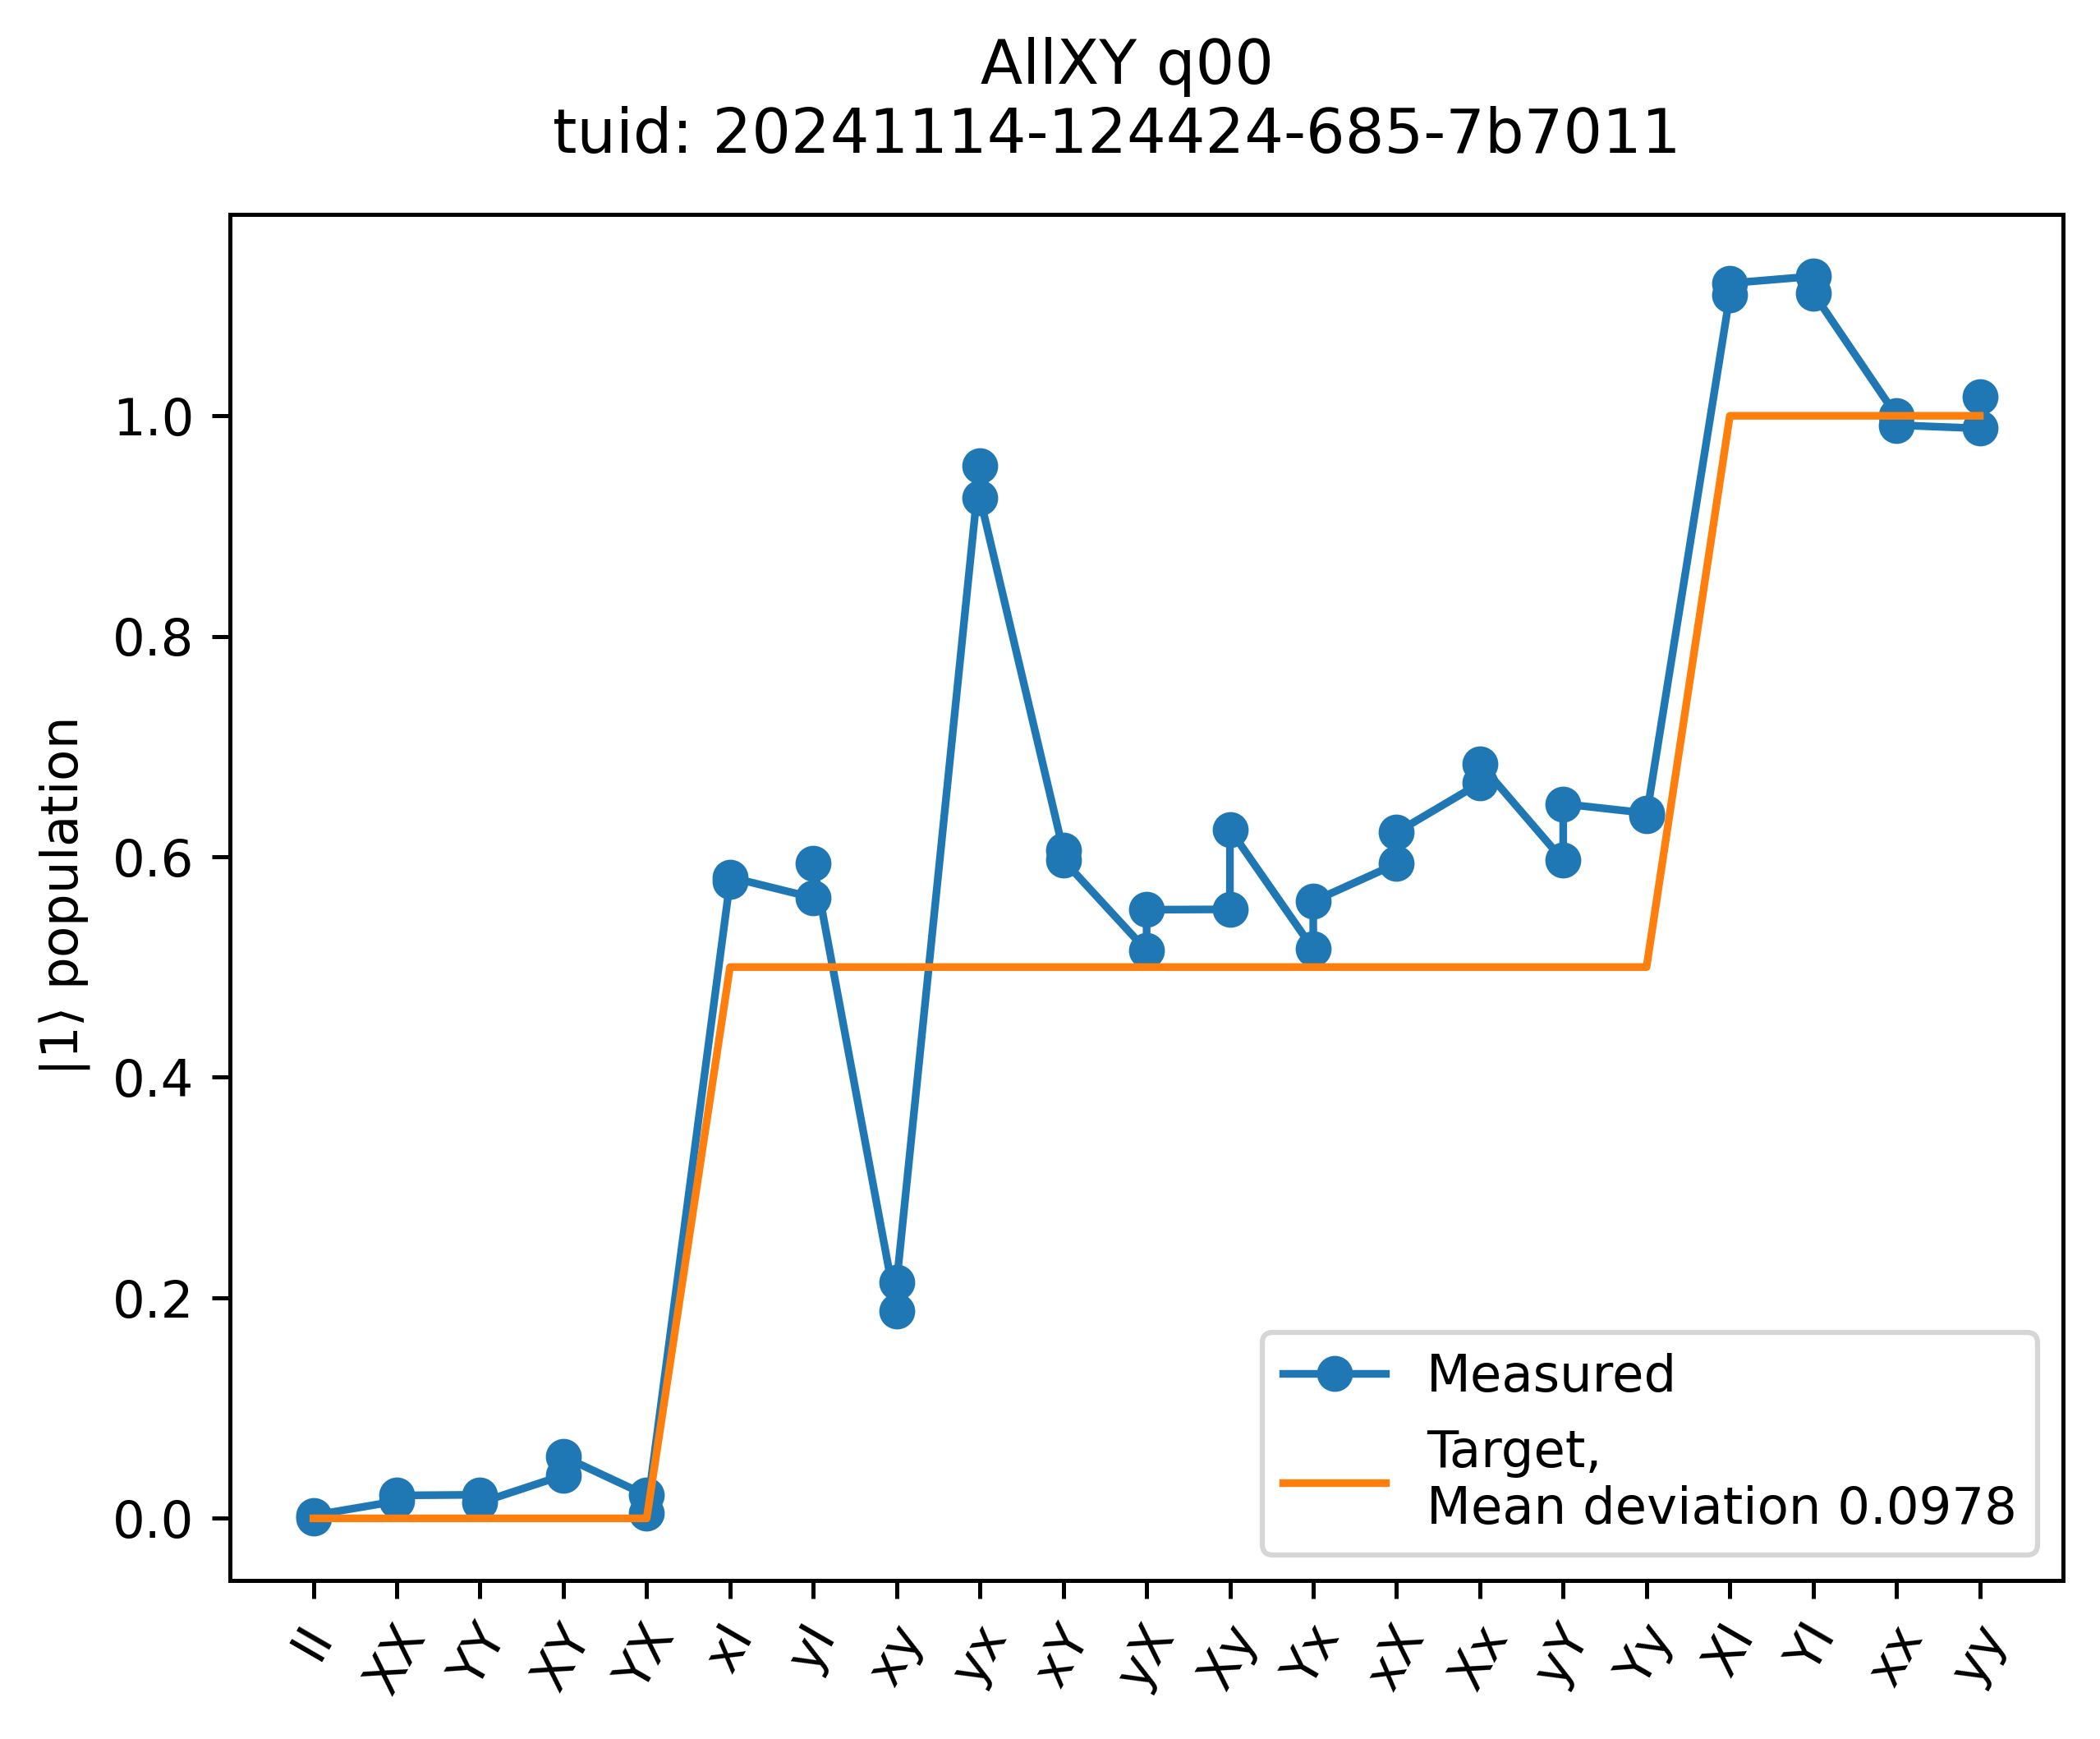 AllXY q00
tuid: 20241114-124424-685-7b7011
|1⟩ population
1.0
0.8
0.6
0.4
0.2
0.0
Measured
Target,
Mean deviation 0.0978
II
XX
YY
XY
YX
xI
yI
xy
yx
xY
yX
Xy
Yx
xX
Xx
yY
Yy
XI
YI
xx
yy